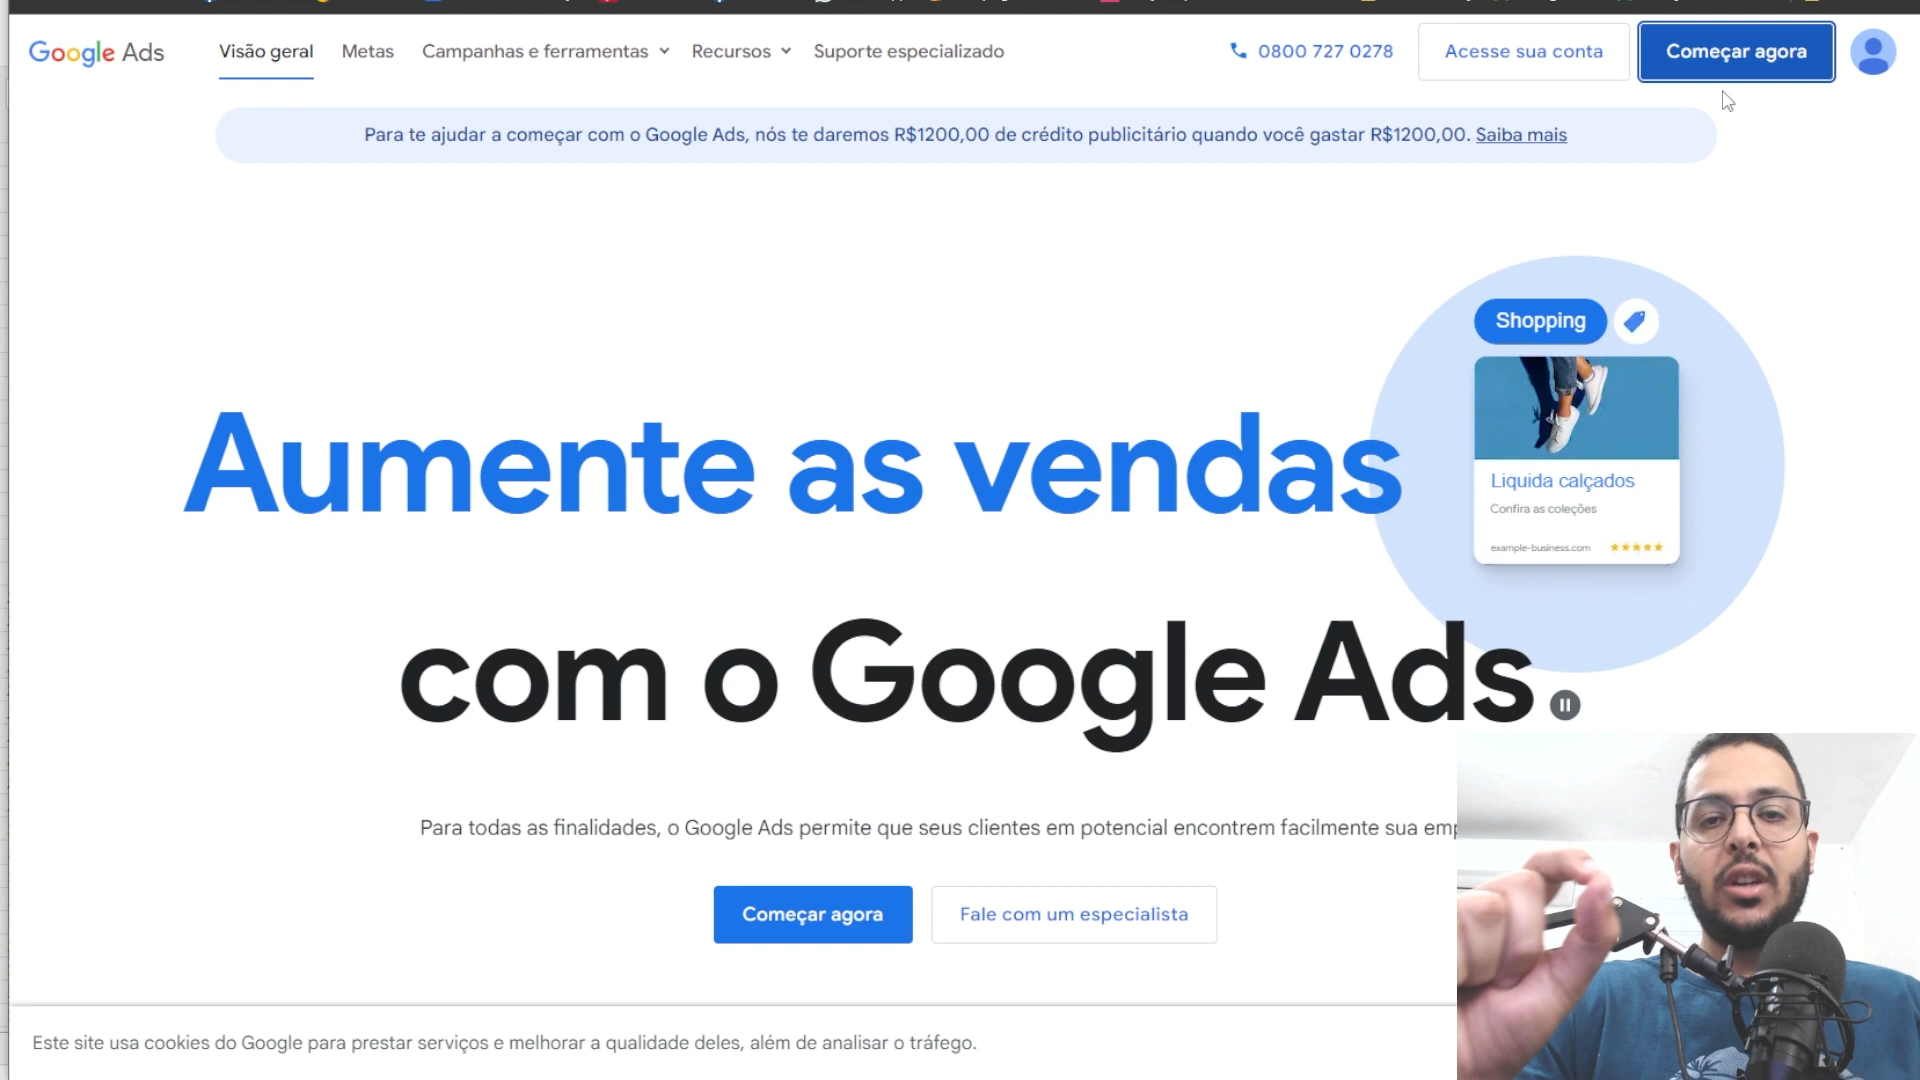 Google Ads
Visão geral
Metas
Campanhas e ferramentas
Recursos
Suporte especializado
0800 727 0278
Acesse sua conta
Começar agora
Para te ajudar a começar com o Google Ads, nós te daremos R$1200,00 de crédito publicitário quando você gastar R$1200,00. Saiba mais
Shopping
Liquida calçados
Confira as coleções
example-business.com
Aumente as vendas
com o Google Ads
Para todas as finalidades, o Google Ads permite que seus clientes em potencial encontrem facilmente sua
Começar agora
Fale com um especialista
Este site usa cookies do Google para prestar serviços e melhorar a qualidade deles, além de analisar o tráfego.